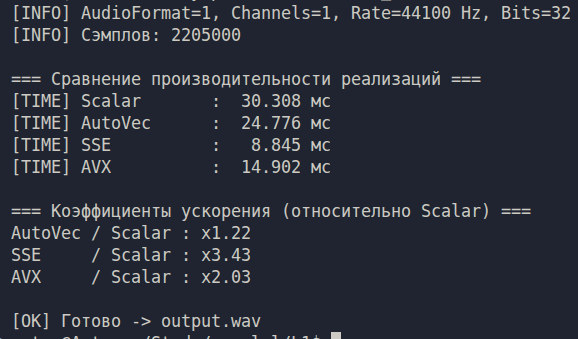 [INFO] AudioFormat=1, Channels=1, Rate=44100 Hz, Bits=32
[INFO] Сэмплов: 2205000
=== Сравнение производительности реализаций ===
[TIME] Scalar       :  30.308 мс
[TIME] AutoVec      :  24.776 мс
[TIME] SSE          :   8.845 мс
[TIME] AVX          :  14.902 мс
=== Коэффициенты ускорения (относительно Scalar) ===
AutoVec / Scalar : x1.22
SSE     / Scalar : x3.43
AVX     / Scalar : x2.03
[OK] Готово -> output.wav